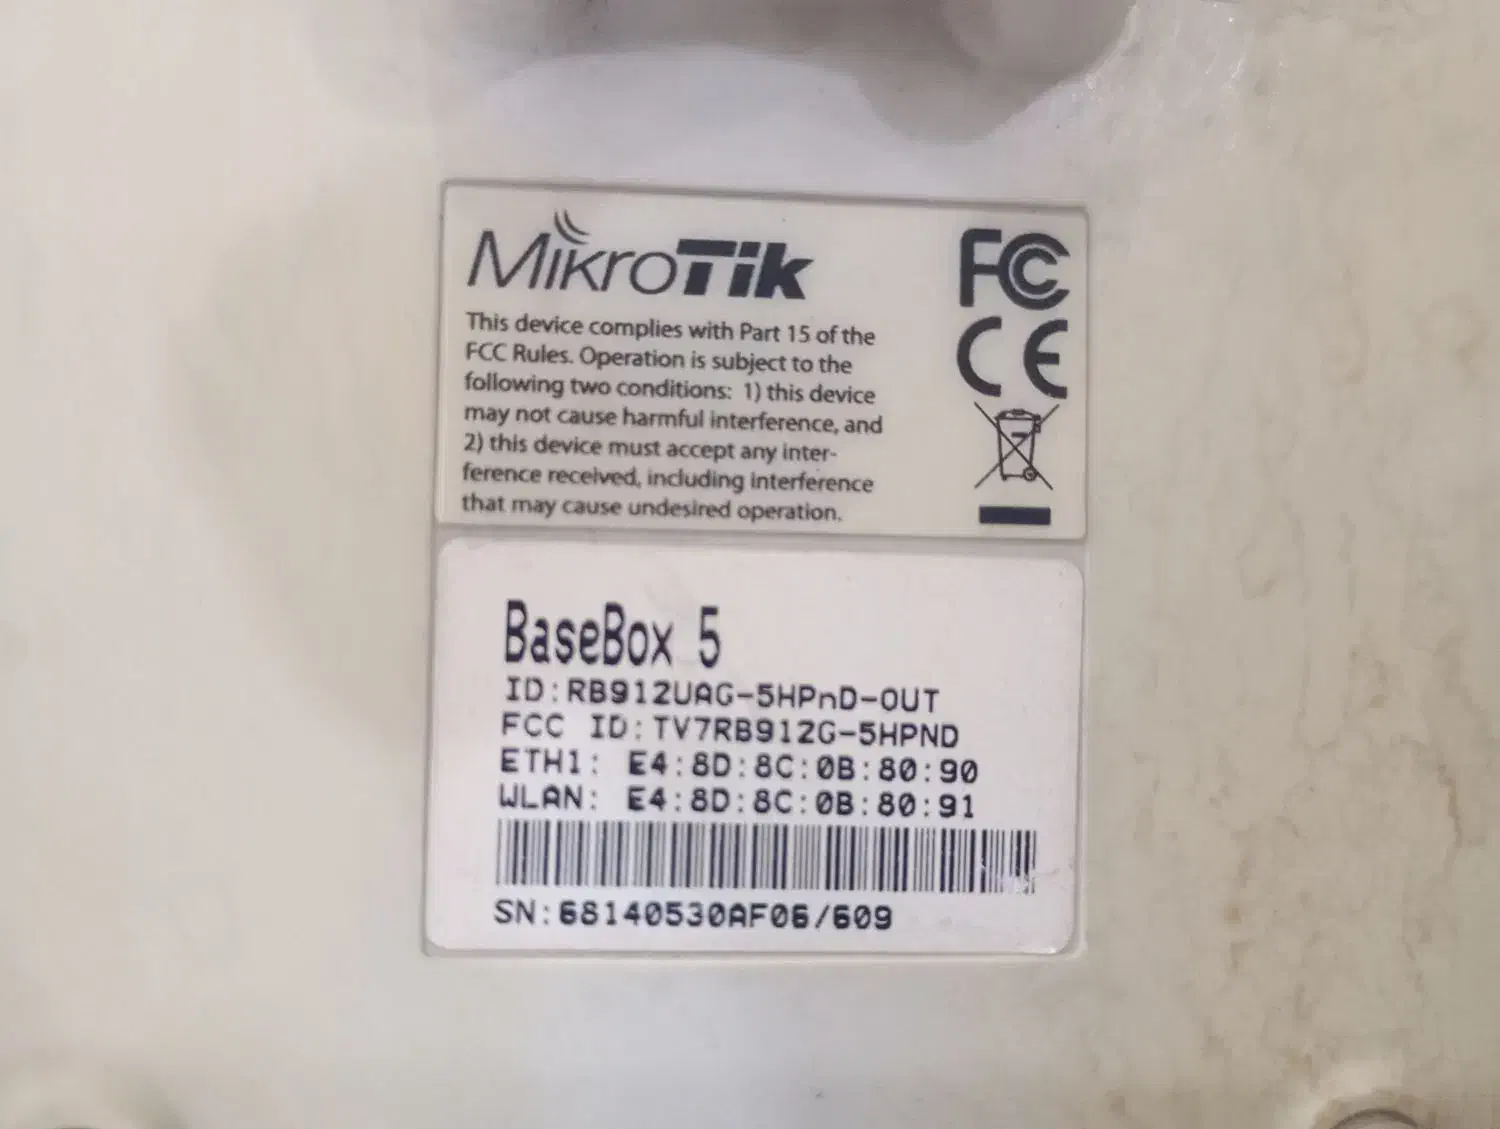 MikroTik
This device complies with Part 15 of the
FCC Rules. Operation is subject to the
following two conditions: 1) this device
may not cause harmful interference, and
2) this device must accept any inter-
ference received, including interference
that may cause undesired operation.
FC
CE
BaseBox 5
ID:RB912UAG-5HPnD-OUT
FCC ID:TV7RB912G-5HPND
ETH1: E4:8D:8C:0B:80:90
WLAN: E4:8D:8C:0B:80:91
SN:68140530AF06/609